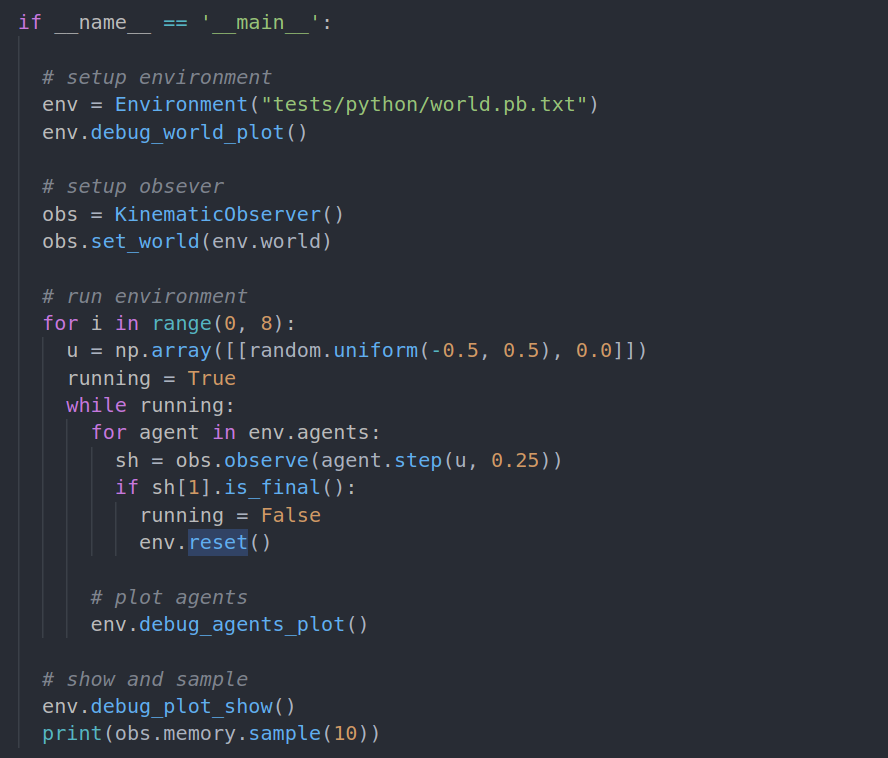 if __name__ == '__main__':
# setup environment
env = Environment("tests/python/world.pb.txt")
env.debug_world_plot()
# setup obsever
obs = KinematicObserver()
obs.set_world(env.world)
# run environment
for i in range(0, 8):
u = np.array([[random.uniform(-0.5, 0.5), 0.0]])
running = True
while running:
for agent in env.agents:
sh = obs.observe(agent.step(u, 0.25))
if sh[1].is_final():
running = False
env.reset()
# plot agents
env.debug_agents_plot()
# show and sample
env.debug_plot_show()
print(obs.memory.sample(10))